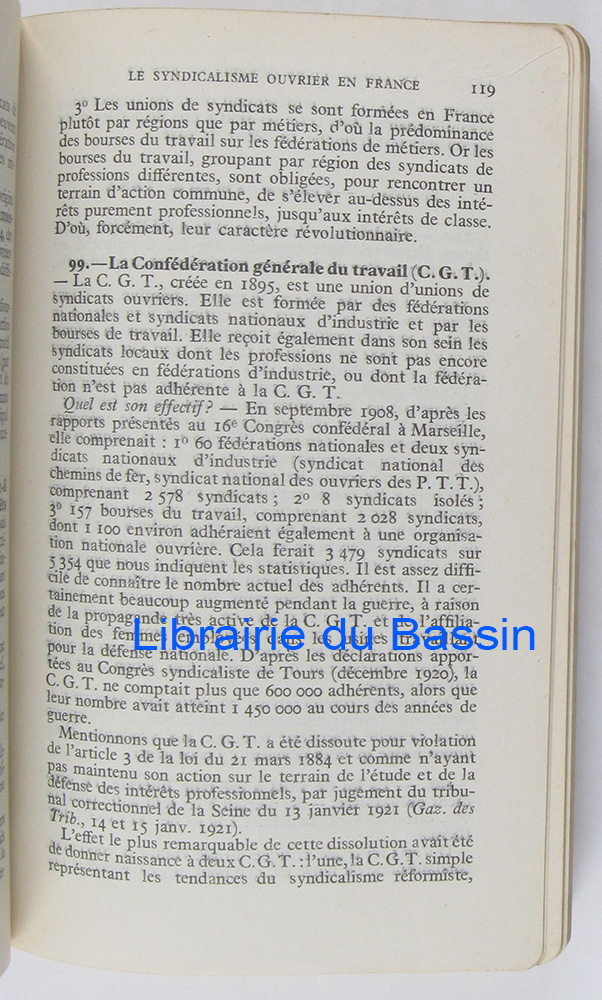 LE SYNDICALISME OUVRIER EN FRANCE 119
3º Les unions de syndicats se sont formées en France
plutôt par régions que par métiers, d'où la prédominance
des bourses du travail sur les fédérations de métiers. Or les
bourses du travail, groupant par région des syndicats de
professions différentes, sont obligées, pour rencontrer un
terrain d'action commune, de s'élever au-dessus des inté-
rêts purement professionnels, jusqu'aux intérêts de classe.
D'où, forcément, leur caractère révolutionnaire.
99. — La Confédération générale du travail (C. G. T.).
— La C. G. T., créée en 1895, est une union d'unions de
syndicats ouvriers. Elle est formée par des fédérations
nationales et syndicats nationaux d'industrie et par les
bourses de travail. Elle reçoit également dans son sein les
syndicats locaux dont les professions ne sont pas encore
constituées en fédérations d'industrie, ou dont la fédéra-
tion n'est pas adhérente à la C. G. T.
Quel est son effectif? — En septembre 1908, d'après les
rapports présentés au 16e Congrès confédéral à Marseille,
elle comprenait : 1º 60 fédérations nationales et deux syn-
dicats nationaux d'industrie (syndicat national des
chemins de fer, syndicat national des ouvriers des P. T. T.),
comprenant 2 578 syndicats; 2º 8 syndicats isolés;
3º 157 bourses du travail, comprenant 2 028 syndicats,
dont 1 100 environ adhéraient également à une organisa-
tion nationale ouvrière. Cela ferait 3 479 syndicats sur
5 354 que nous indiquent les statistiques. Il est assez diffi-
cile de connaître le nombre actuel des adhérents. Il a cer-
tainement beaucoup augmenté pendant la guerre, à raison
de la propagande très active de la C. G. T. et de l'affilia-
tion des femmes employées dans les usines travaillant
Librairie du Bassin
pour la défense nationale. D'après les déclarations appor-
tées au Congrès syndicaliste de Tours (décembre 1920), la
C. G. T. ne comptait plus que 600 000 adhérents, alors que
leur nombre avait atteint 1 450 000 au cours des années de
guerre.
Mentionnons que la C. G. T. a été dissoute pour violation
de l'article 3 de la loi du 21 mars 1884 et comme n'ayant
pas maintenu son action sur le terrain de l'étude et de la
défense des intérêts professionnels, par jugement du tribu-
nal correctionnel de la Seine du 13 janvier 1921 (Gaz. des
Trib., 14 et 15 janv. 1921).
L'effet le plus remarquable de cette dissolution avait été
de donner naissance à deux C. G. T. : l'une, la C. G. T. simple
représentant les tendances du syndicalisme réformiste,